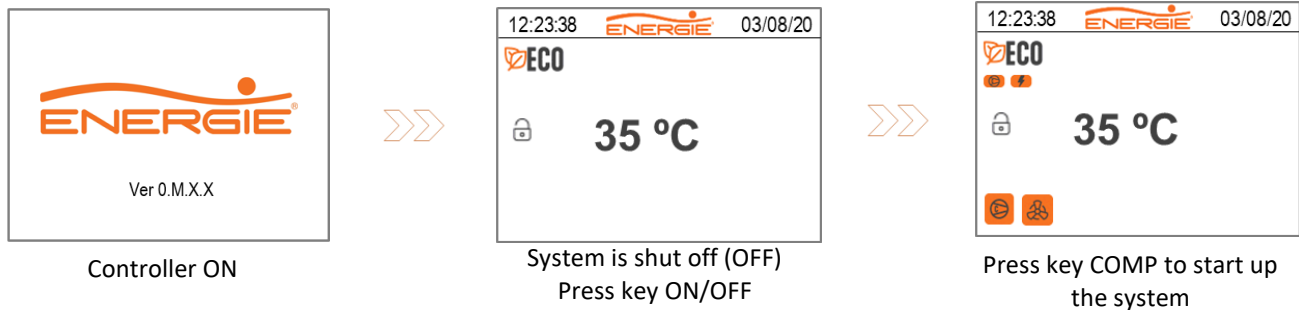 ENERGIE®
Ver 0.M.X.X
Controller ON
12:23:38 ENERGIE 03/08/20
ECO
35 ºC
System is shut off (OFF)
Press key ON/OFF
12:23:38 ENERGIE 03/08/20
ECO
35 ºC
Press key COMP to start up
the system